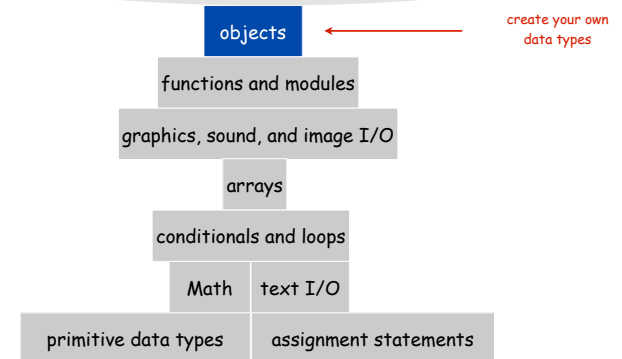 objects
create your own
data types
functions and modules
graphics, sound, and image I/O
arrays
conditionals and loops
Math
text I/O
primitive data types
assignment statements